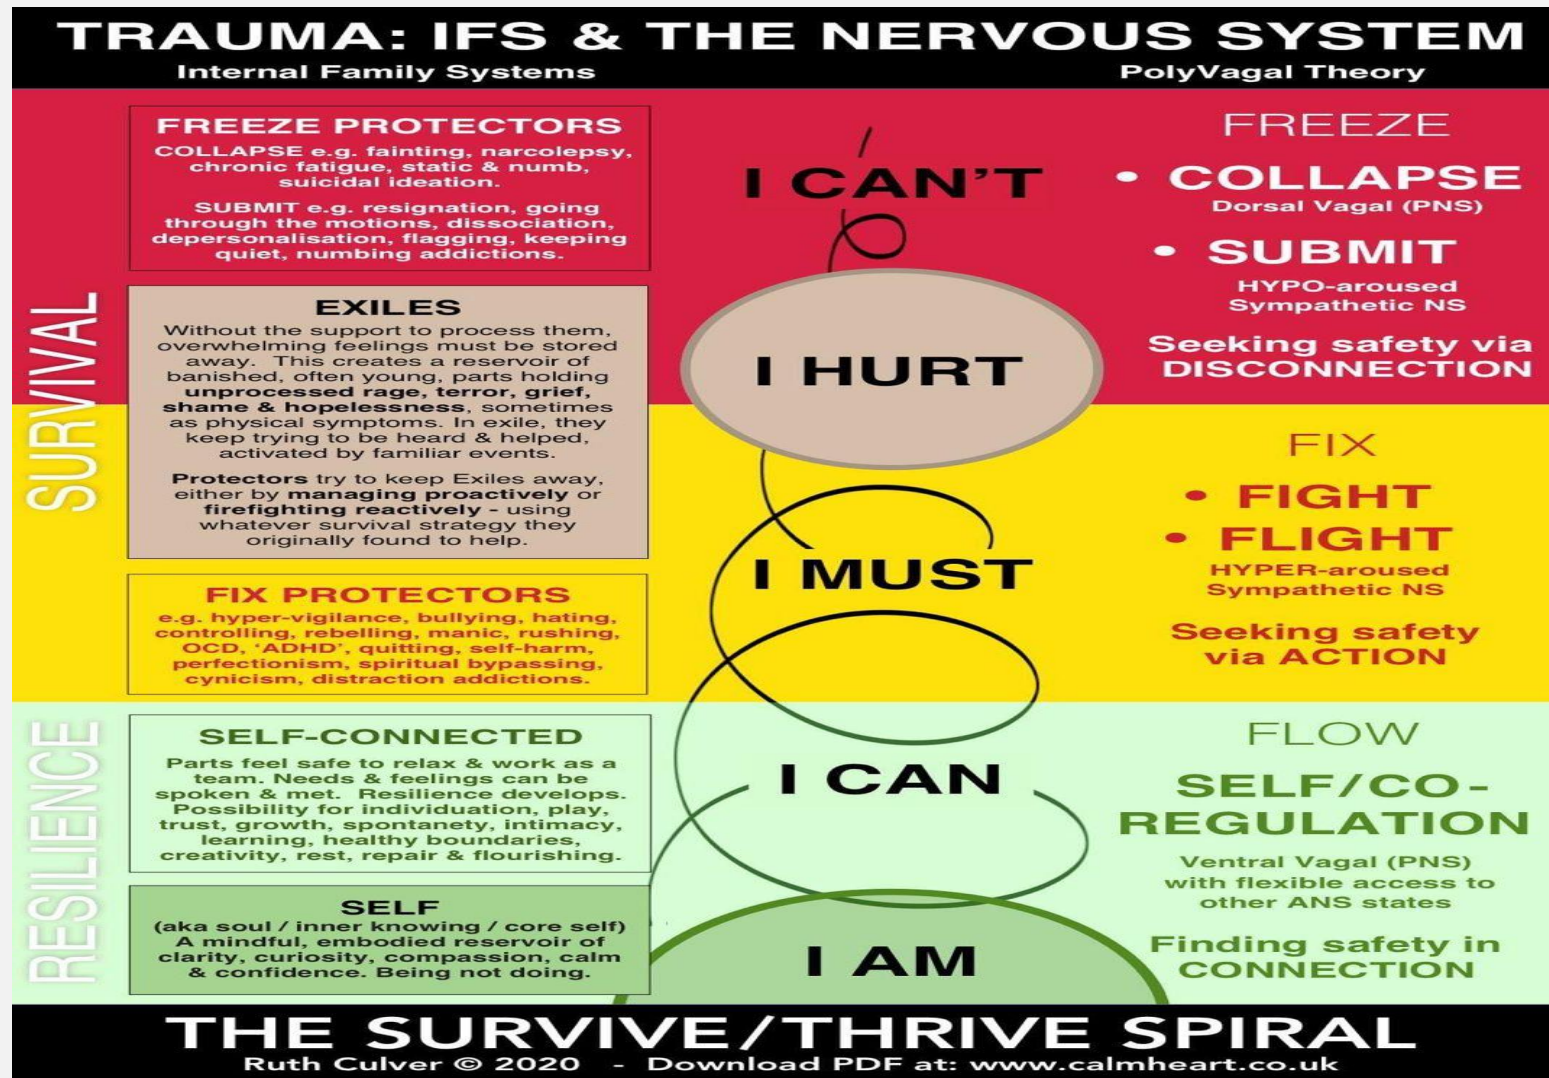 TRAUMA: IFS & THE NERVOUS SYSTEM
Internal Family Systems
PolyVagal Theory
SURVIVAL
FREEZE PROTECTORS
COLLAPSE e.g. fainting, narcolepsy,
chronic fatigue, static & numb,
suicidal ideation.
SUBMIT e.g. resignation, going
through the motions, dissociation,
depersonalisation, flagging, keeping
quiet, numbing addictions.
EXILES
Without the support to process them,
overwhelming feelings must be stored
away. This creates a reservoir of
banished, often young, parts holding
unprocessed rage, terror, grief,
shame & hopelessness, sometimes
as physical symptoms. In exile, they
keep trying to be heard & helped,
activated by familiar events.
Protectors try to keep Exiles away,
either by managing proactively or
firefighting reactively - using
whatever survival strategy they
originally found to help.
FIX PROTECTORS
e.g. hyper-vigilance, bullying, hating,
controlling, rebelling, manic, rushing,
OCD, ‘ADHD’, quitting, self-harm,
perfectionism, spiritual bypassing,
cynicism, distraction addictions.
RESILIENCE
SELF-CONNECTED
Parts feel safe to relax & work as a
team. Needs & feelings can be
spoken & met. Resilience develops.
Possibility for individuation, play,
trust, growth, spontanety, intimacy,
learning, healthy boundaries,
creativity, rest, repair & flourishing.
SELF
(aka soul / inner knowing / core self)
A mindful, embodied reservoir of
clarity, curiosity, compassion, calm
& confidence. Being not doing.
I CAN’T
I HURT
I MUST
I CAN
I AM
FREEZE
• COLLAPSE
Dorsal Vagal (PNS)
• SUBMIT
HYPO-aroused
Sympathetic NS
Seeking safety via
DISCONNECTION
FIX
• FIGHT
• FLIGHT
HYPER-aroused
Sympathetic NS
Seeking safety
via ACTION
FLOW
SELF/CO-
REGULATION
Ventral Vagal (PNS)
with flexible access to
other ANS states
Finding safety in
CONNECTION
THE SURVIVE/THRIVE SPIRAL
Ruth Culver © 2020 - Download PDF at: www.calmheart.co.uk